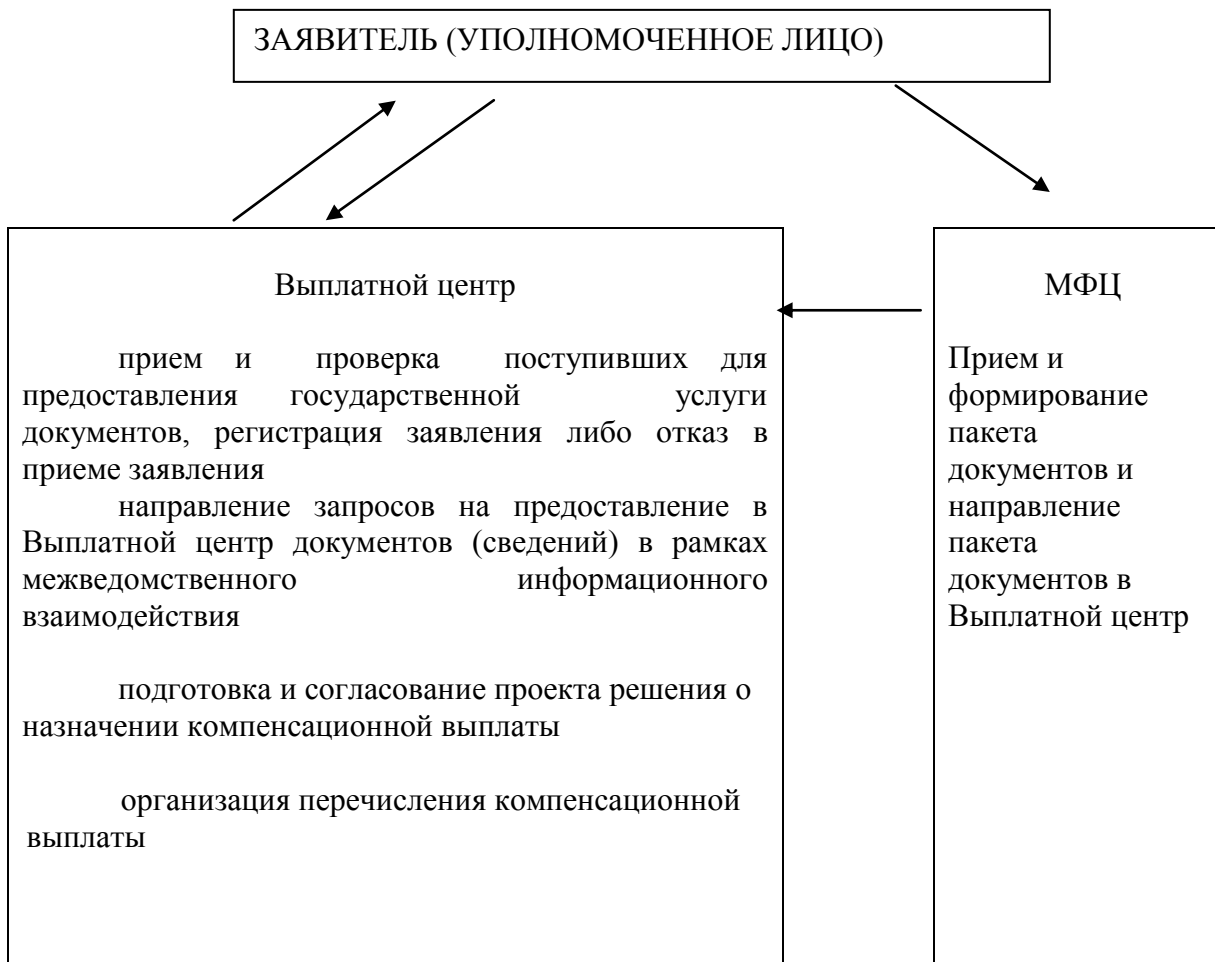 ЗАЯВИТЕЛЬ (УПОЛНОМОЧЕННОЕ ЛИЦО)
Выплатной центр
прием и проверка поступивших для
предоставления государственной услуги
документов, регистрация заявления либо отказ в
приеме заявления
направление запросов на предоставление в
Выплатной центр документов (сведений) в рамках
межведомственного информационного
взаимодействия
подготовка и согласование проекта решения о
назначении компенсационной выплаты
организация перечисления компенсационной
выплаты
МФЦ
Прием и
формирование
пакета
документов и
направление
пакета
документов в
Выплатной центр